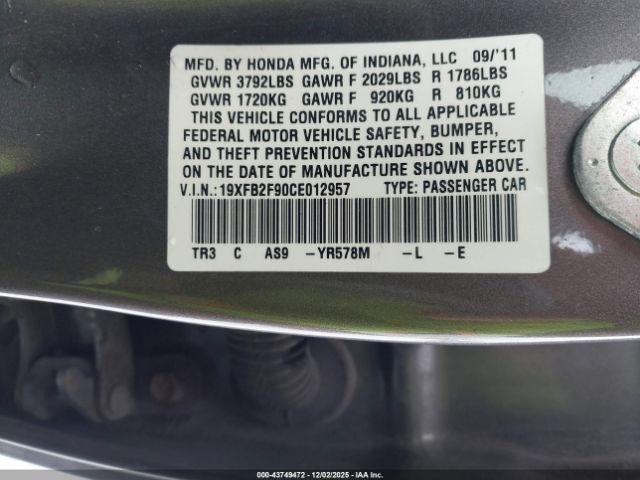 MFD. BY HONDA MFG. OF INDIANA, LLC 09/'11
GVWR 3792LBS GAWR F 2029LBS R 1786LBS
GVWR 1720KG GAWR F 920KG R 810KG
THIS VEHICLE CONFORMS TO ALL APPLICABLE
FEDERAL MOTOR VEHICLE SAFETY, BUMPER,
AND THEFT PREVENTION STANDARDS IN EFFECT
ON THE DATE OF MANUFACTURE SHOWN ABOVE.
V.I.N.:19XFB2F90CE012957 TYPE: PASSENGER CAR
TR3 C AS9 -YR578M -L -E
000-43749472 - 12/02/2025 - IAA Inc.